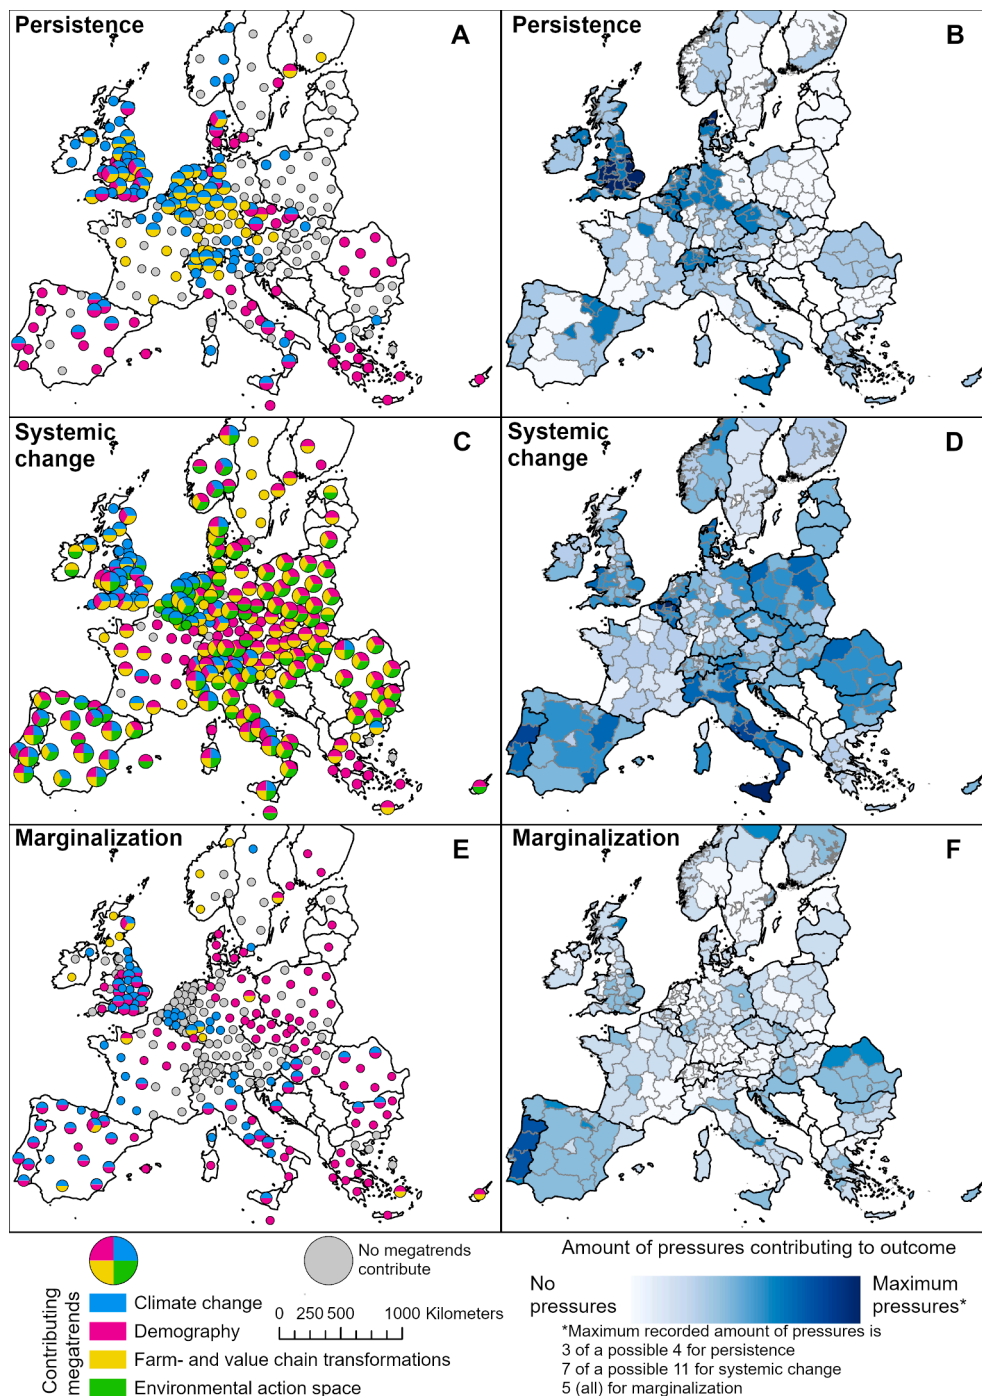 Persistence
A
Persistence
B
Systemic
change
C
Systemic
change
D
Marginalization
E
Marginalization
F
Contributing
megatrends
No megatrends
contribute
Climate change
Demography
Farm- and value chain transformations
Environmental action space
0 250 500 1000 Kilometers
Amount of pressures contributing to outcome
No
pressures
Maximum
pressures*
*Maximum recorded amount of pressures is
3 of a possible 4 for persistence
7 of a possible 11 for systemic change
5 (all) for marginalization